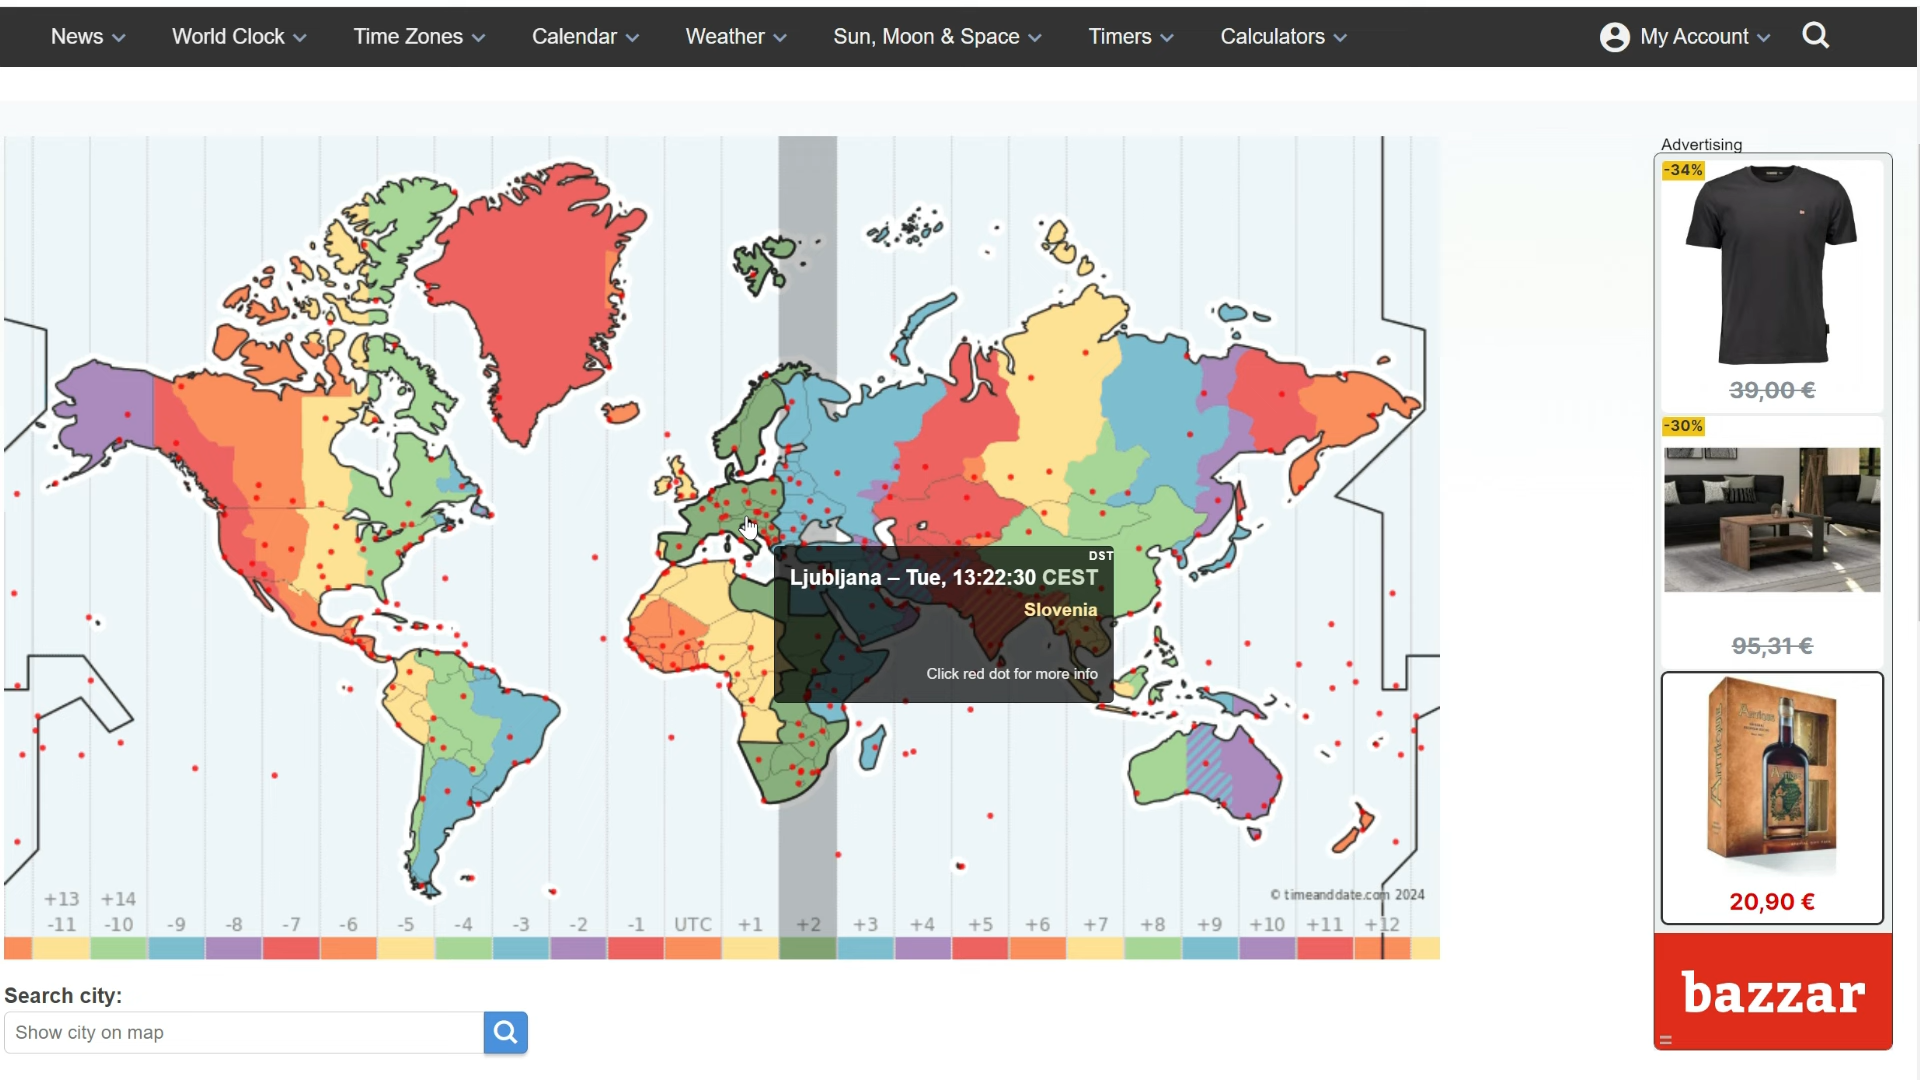 News
World Clock
Time Zones
Calendar
Weather
Sun, Moon & Space
Timers
Calculators
My Account
Advertising
-34%
39,00 €
-30%
95,31 €
20,90 €
bazzar
DST
Ljubljana – Tue, 13:22:30 CEST
Slovenia
Click red dot for more info
© timeanddate.com 2024
+13 +14
-11 -10 -9 -8 -7 -6 -5 -4 -3 -2 -1 UTC +1 +2 +3 +4 +5 +6 +7 +8 +9 +10 +11 +12
Search city:
Show city on map